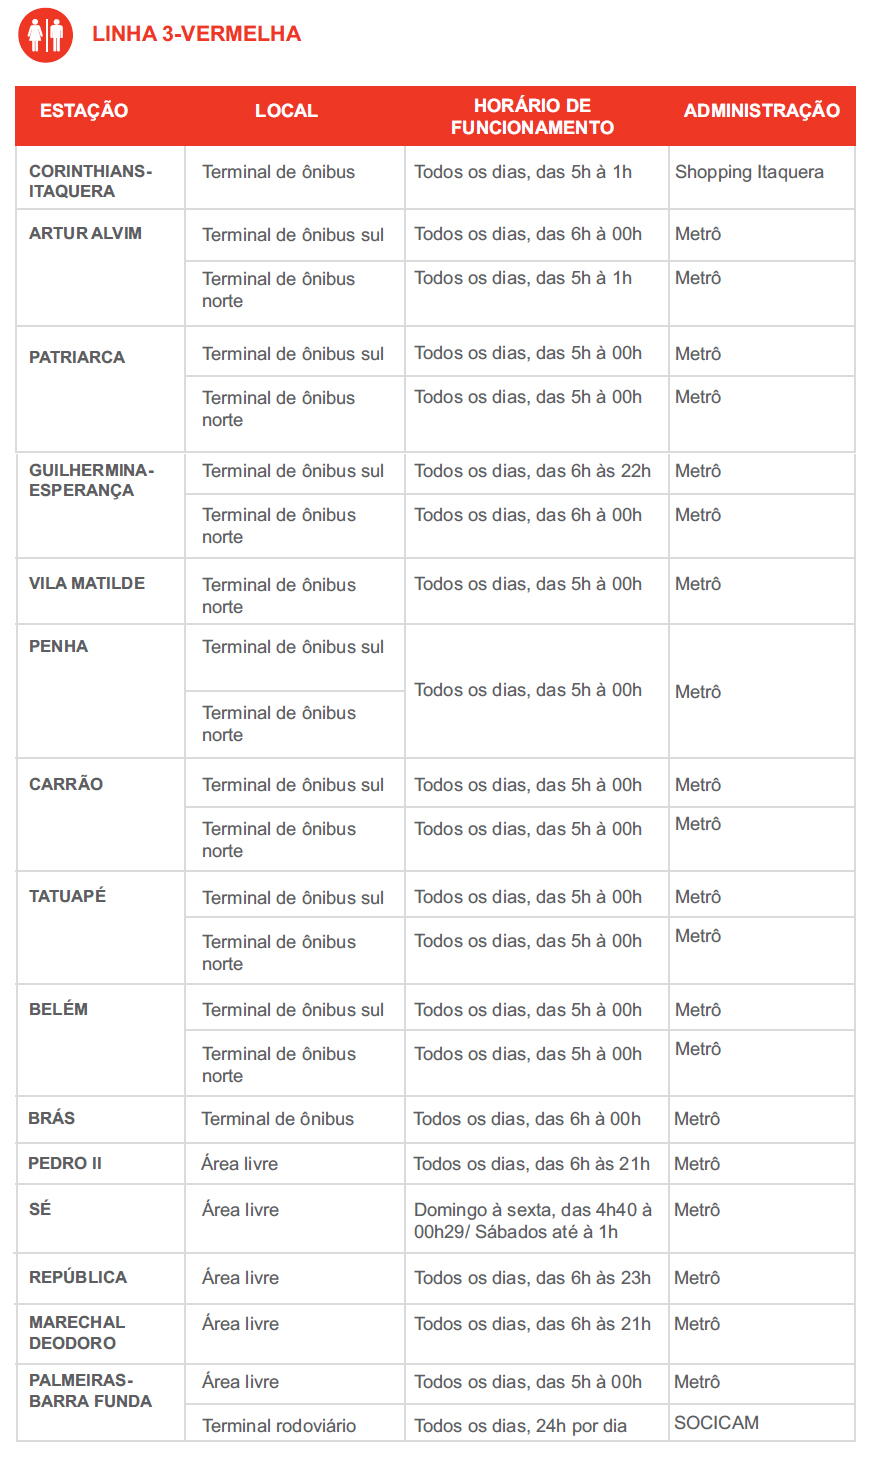 LINHA 3-VERMELHA
ESTAÇÃO
LOCAL
HORÁRIO DE
FUNCIONAMENTO
ADMINISTRAÇÃO
CORINTHIANS-
ITAQUERA
Terminal de ônibus
Todos os dias, das 5h à 1h
Shopping Itaquera
ARTUR ALVIM
Terminal de ônibus sul
Todos os dias, das 6h à 00h
Metrô
Terminal de ônibus
norte
Todos os dias, das 5h à 1h
Metrô
PATRIARCA
Terminal de ônibus sul
Todos os dias, das 5h à 00h
Metrô
Terminal de ônibus
norte
Todos os dias, das 5h à 00h
Metrô
GUILHERMINA-
ESPERANÇA
Terminal de ônibus sul
Todos os dias, das 6h às 22h
Metrô
Terminal de ônibus
norte
Todos os dias, das 6h à 00h
Metrô
VILA MATILDE
Terminal de ônibus
norte
Todos os dias, das 5h à 00h
Metrô
PENHA
Terminal de ônibus sul
Terminal de ônibus
norte
Todos os dias, das 5h à 00h
Metrô
CARRÃO
Terminal de ônibus sul
Todos os dias, das 5h à 00h
Metrô
Terminal de ônibus
norte
Todos os dias, das 5h à 00h
Metrô
TATUAPÉ
Terminal de ônibus sul
Todos os dias, das 5h à 00h
Metrô
Terminal de ônibus
norte
Todos os dias, das 5h à 00h
Metrô
BELÉM
Terminal de ônibus sul
Todos os dias, das 5h à 00h
Metrô
Terminal de ônibus
norte
Todos os dias, das 5h à 00h
Metrô
BRÁS
Terminal de ônibus
Todos os dias, das 6h à 00h
Metrô
PEDRO II
Área livre
Todos os dias, das 6h às 21h
Metrô
SÉ
Área livre
Domingo à sexta, das 4h40 à
00h29/ Sábados até à 1h
Metrô
REPÚBLICA
Área livre
Todos os dias, das 6h às 23h
Metrô
MARECHAL
DEODORO
Área livre
Todos os dias, das 6h às 21h
Metrô
PALMEIRAS-
BARRA FUNDA
Área livre
Todos os dias, das 5h à 00h
Metrô
Terminal rodoviário
Todos os dias, 24h por dia
SOCICAM